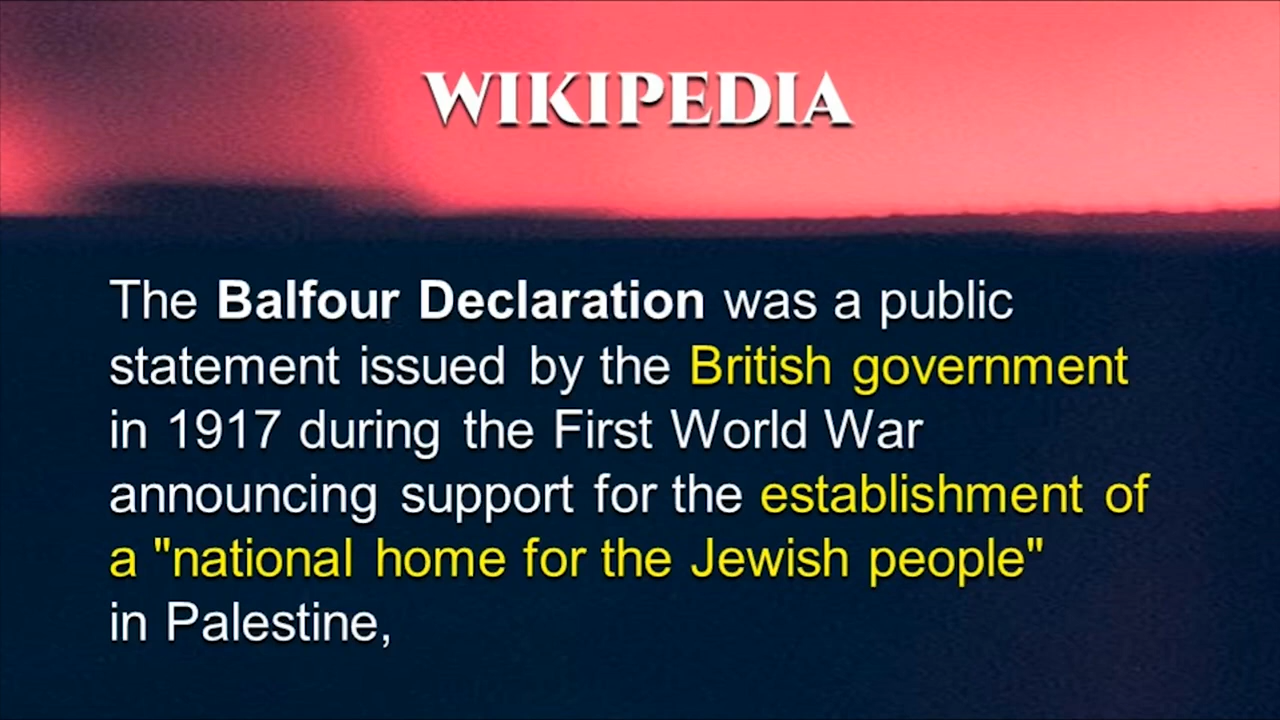 WIKIPEDIA
The Balfour Declaration was a public
statement issued by the British government
in 1917 during the First World War
announcing support for the establishment of
a "national home for the Jewish people"
in Palestine,